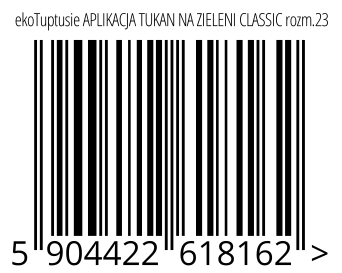 ekoTuptusie APLIKACJA TUKAN NA ZIELENI CLASSIC rozm.23
5 904422 618162 >